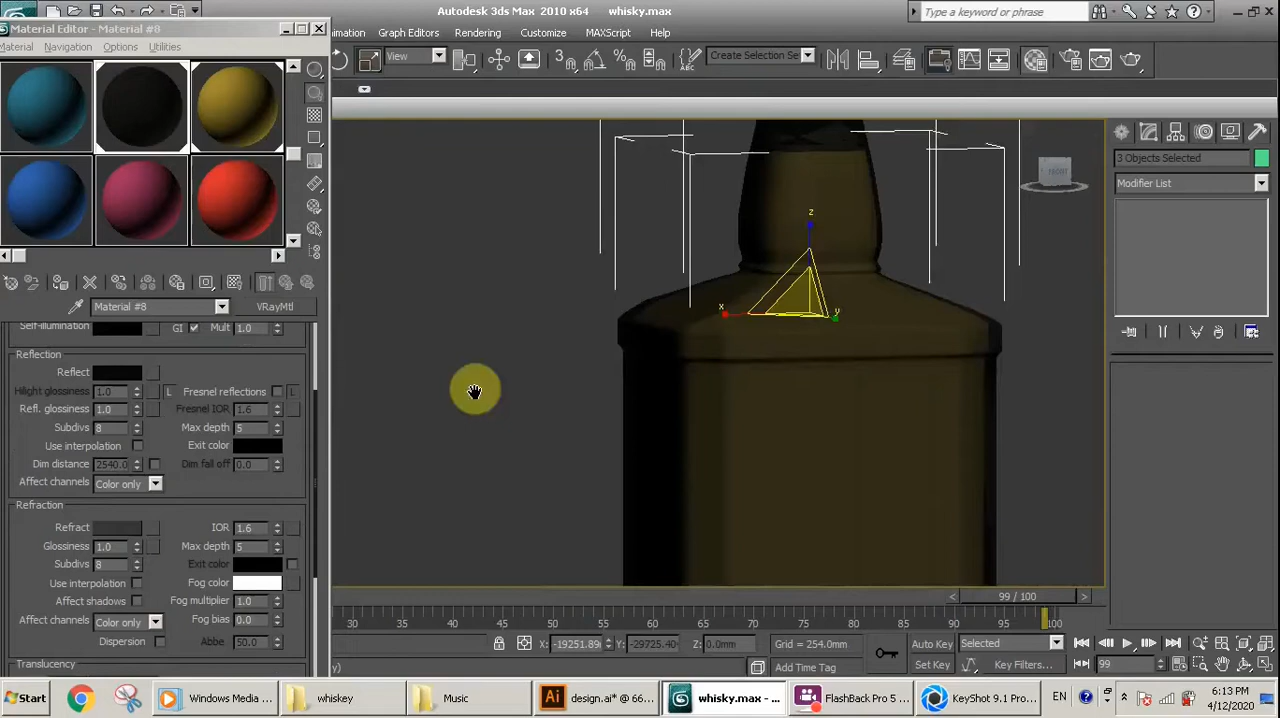 Autodesk 3ds Max 2010 x64 whisky.max
Type a keyword or phrase
Material Editor - Material #8
Material Navigation Options Utilities
mation Graph Editors Rendering Customize MAXScript Help
View
Create Selection Se
FRONT
3 Objects Selected
Modifier List
Material #8
VRayMtl
Self-illumination GI Mult 1.0
Reflection
Reflect
Hilight glossiness 1.0 L Fresnel reflections L
Refl. glossiness 1.0 Fresnel IOR 1.6
Subdivs 8 Max depth 5
Use interpolation Exit color
Dim distance 2540.0 Dim fall off 0.0
Affect channels Color only
Refraction
Refract IOR 1.6
Glossiness 1.0 Max depth 5
Subdivs 8 Exit color
Use interpolation Fog color
Affect shadows Fog multiplier 1.0
Affect channels Color only Fog bias 0.0
Dispersion Abbe 50.0
Translucency
z
x
y
99 / 100
30 35 40 45 50 55 60 65 70 75 80 85 90 95 100
X: -19251.89 Y: -29725.40 Z: 0.0mm Grid = 254.0mm
Auto Key Selected
Add Time Tag
Set Key Key Filters...
99
Start
Windows Media ...
whiskey
Music
design.ai* @ 66...
whisky.max - ...
FlashBack Pro 5 ...
KeyShot 9.1 Pro...
EN
6:13 PM
4/12/2020